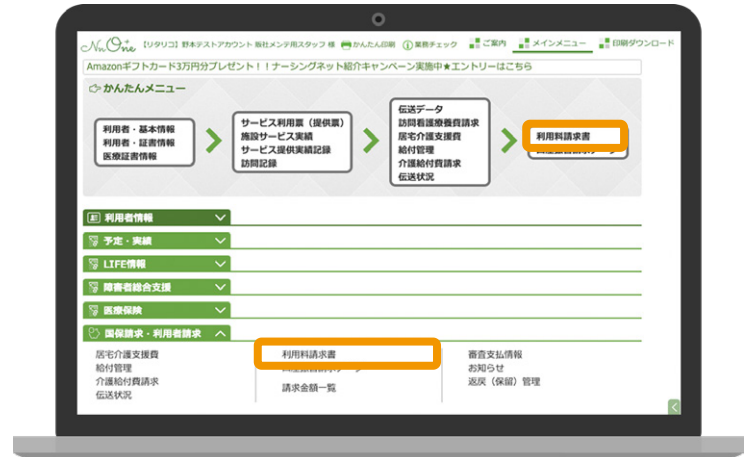 NnOne 【リタリコ】野本テストアカウント 販社メンテ用スタッフ 様 かんたん印刷 業務チェック ご案内 メインメニュー 印刷ダウンロード
Amazonギフトカード3万円分プレゼント！！ナーシングネット紹介キャンペーン実施中★エントリーはこちら
かんたんメニュー
利用者・基本情報
利用者・証書情報
医療証書情報
サービス利用票（提供票）
施設サービス実績
サービス提供実績記録
訪問記録
伝送データ
訪問看護療養費請求
居宅介護支援費
給付管理
介護給付費請求
伝送状況
利用料請求書
利用者情報
予定・実績
LIFE情報
障害者総合支援
医療保険
国保請求・利用者請求
居宅介護支援費
給付管理
介護給付費請求
伝送状況
利用料請求書
請求金額一覧
審査支払情報
お知らせ
返戻（保留）管理